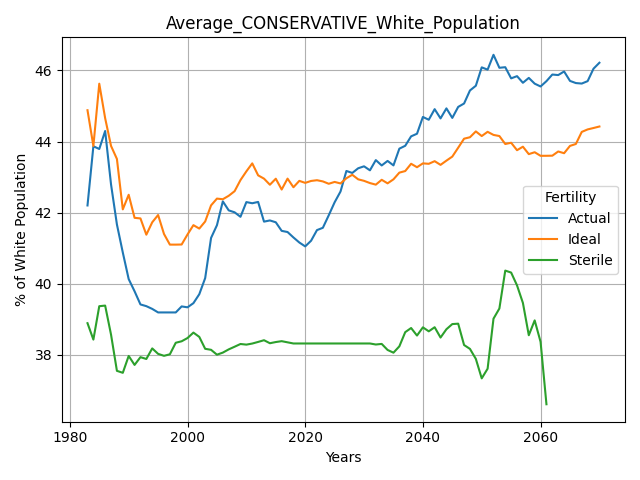 Average_CONSERVATIVE_White_Population
% of White Population
46
44
42
40
38
Fertility
Actual
Ideal
Sterile
1980
2000
2020
2040
2060
Years